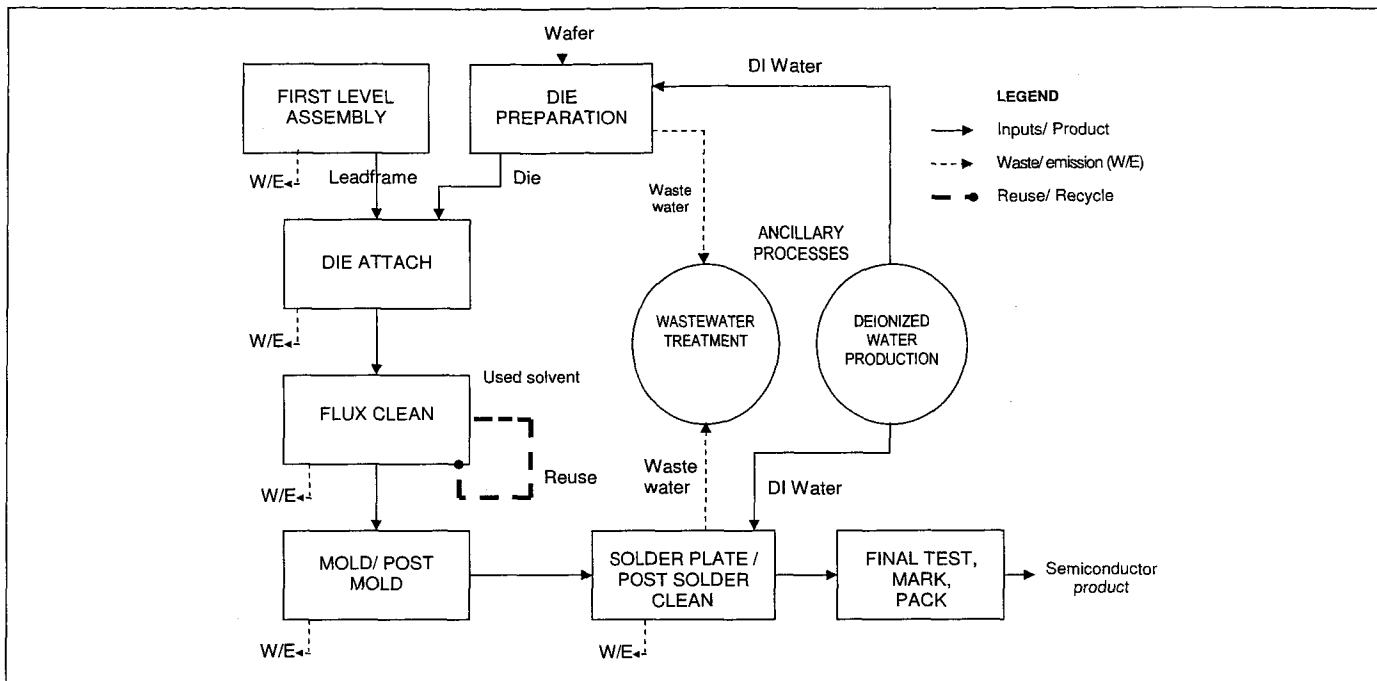 Wafer
FIRST LEVEL
ASSEMBLY
DIE
PREPARATION
DI Water
LEGEND
Inputs/ Product
Waste/ emission (W/E)
Reuse/ Recycle
W/E
Leadframe
Die
Waste
water
ANCILLARY
PROCESSES
DIE ATTACH
WASTEWATER
TREATMENT
DEIONIZED
WATER
PRODUCTION
W/E
Used solvent
FLUX CLEAN
Reuse
W/E
Waste
water
DI Water
MOLD/ POST
MOLD
SOLDER PLATE /
POST SOLDER
CLEAN
FINAL TEST,
MARK,
PACK
Semiconductor
product
W/E
W/E